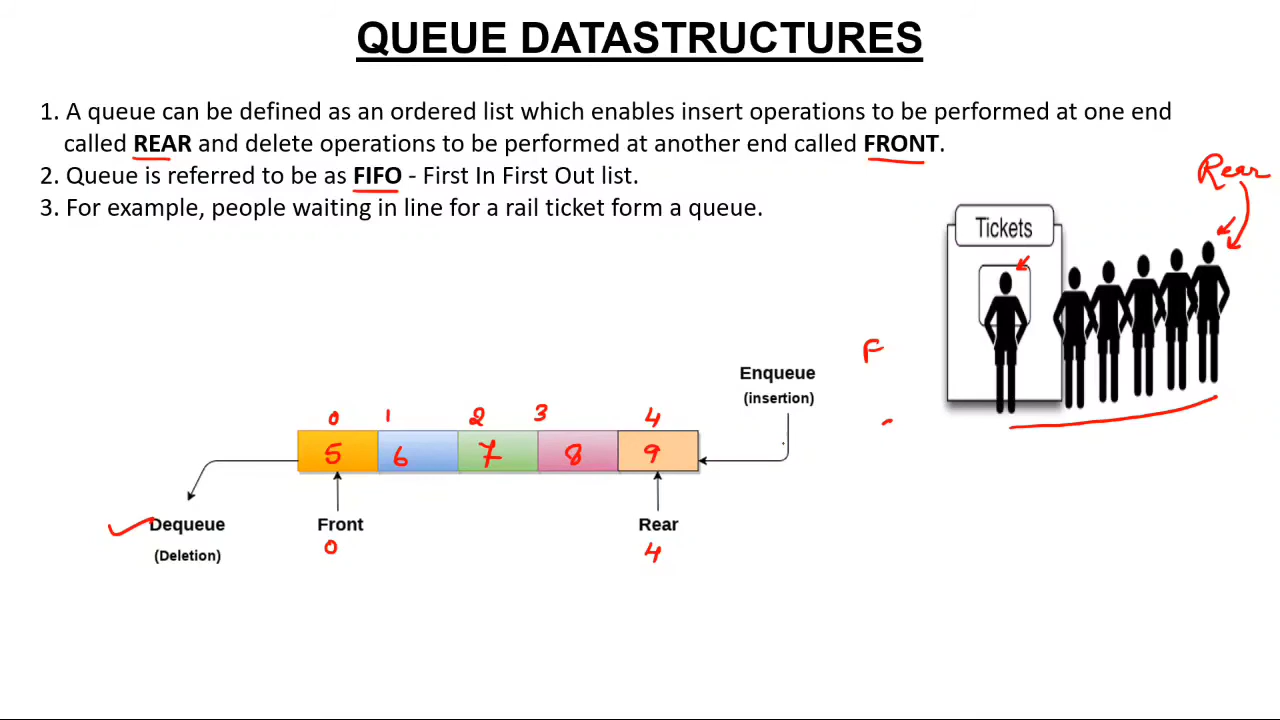 QUEUE DATASTRUCTURES
1. A queue can be defined as an ordered list which enables insert operations to be performed at one end
called REAR and delete operations to be performed at another end called FRONT.
2. Queue is referred to be as FIFO - First In First Out list.
3. For example, people waiting in line for a rail ticket form a queue.
Rear
Tickets
F
Enqueue
(insertion)
0 1 2 3 4
5 6 7 8 9
Dequeue
(Deletion)
Front
0
Rear
4